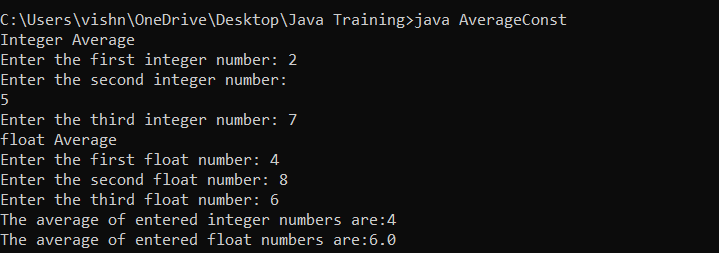 C:\Users\vishn\OneDrive\Desktop\Java Training>java AverageConst
Integer Average
Enter the first integer number: 2
Enter the second integer number:
5
Enter the third integer number: 7
float Average
Enter the first float number: 4
Enter the second float number: 8
Enter the third float number: 6
The average of entered integer numbers are:4
The average of entered float numbers are:6.0